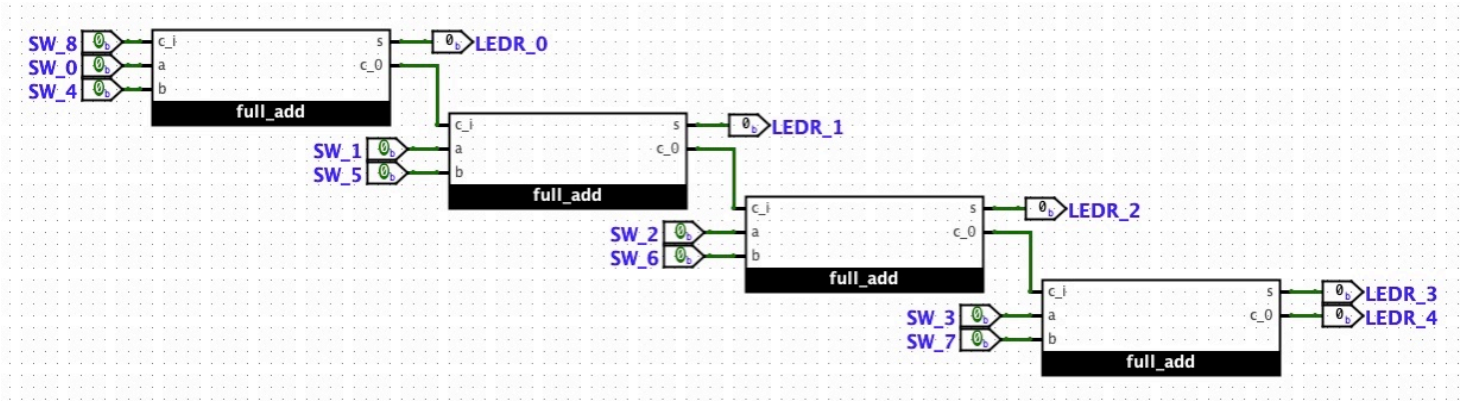 SW_8 0b c_i s 0b LEDR_0
SW_0 0b a c_0
SW_4 0b b
full_add
c_i s 0b LEDR_1
SW_1 0b a c_0
SW_5 0b b
full_add
c_i s 0b LEDR_2
SW_2 0b a c_0
SW_6 0b b
full_add
c_i s 0b LEDR_3
SW_3 0b a c_0 0b LEDR_4
SW_7 0b b
full_add